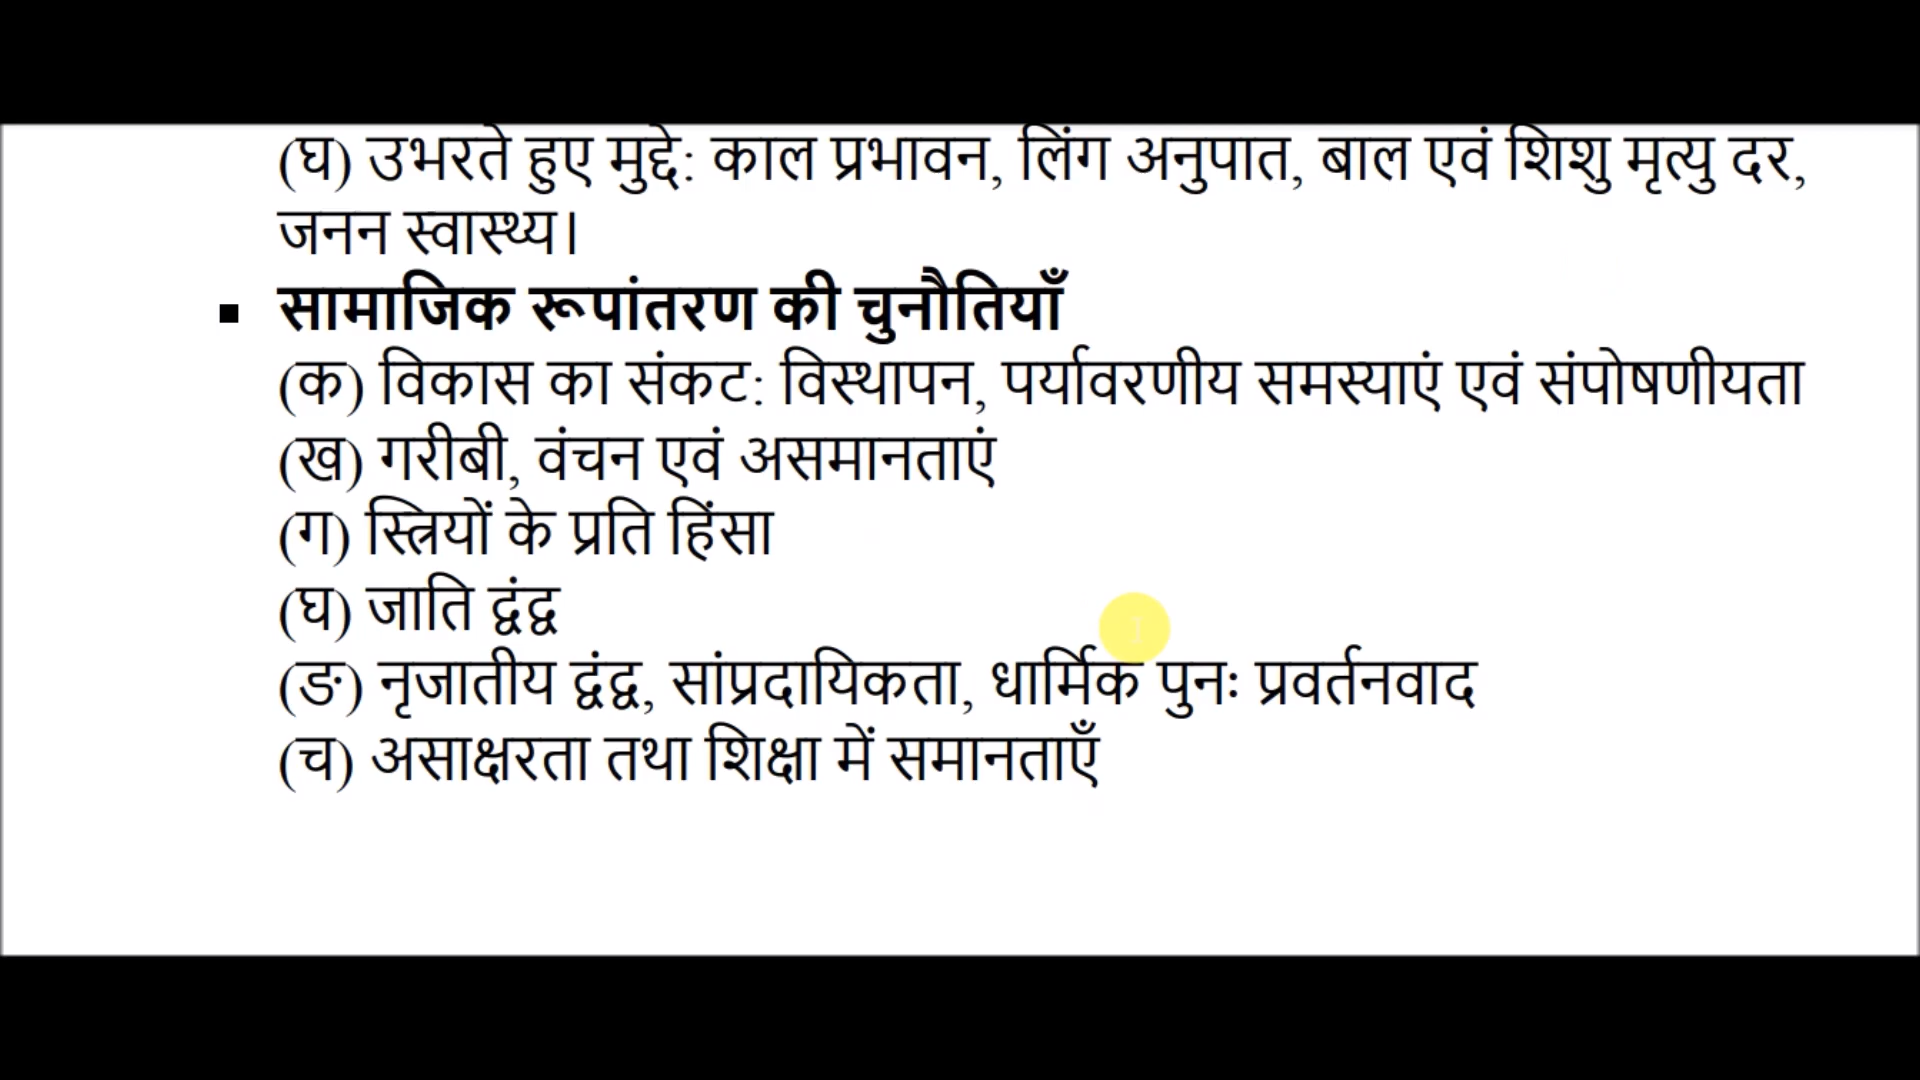 (घ) उभरते हुए मुद्दे: काल प्रभावन, लिंग अनुपात, बाल एवं शिशु मृत्यु दर,
जनन स्वास्थ्य।
▪ सामाजिक रूपांतरण की चुनौतियाँ
(क) विकास का संकट: विस्थापन, पर्यावरणीय समस्याएं एवं संपोषणीयता
(ख) गरीबी, वंचन एवं असमानताएं
(ग) स्त्रियों के प्रति हिंसा
(घ) जाति द्वंद्व
(ङ) नृजातीय द्वंद्व, सांप्रदायिकता, धार्मिक पुनः प्रवर्तनवाद
(च) असाक्षरता तथा शिक्षा में समानताएँ